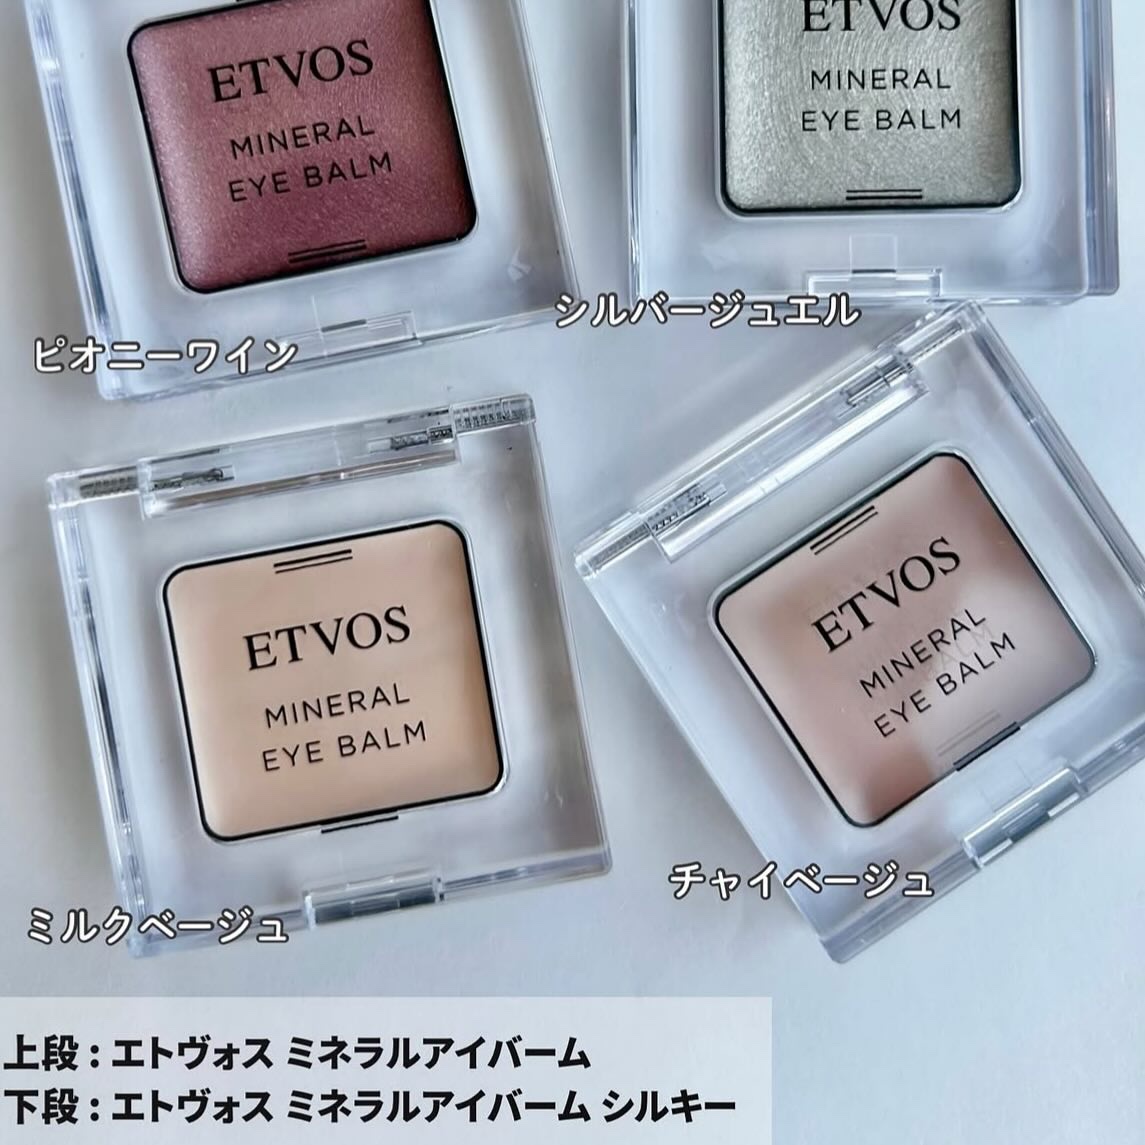 ETVOS
MINERAL
EYE BALM
ピオニーワイン
ETVOS
MINERAL
EYE BALM
シルバージュエル
ETVOS
MINERAL
EYE BALM
ミルクベージュ
ETVOS
MINERAL
EYE BALM
チャイベージュ
上段 : エトヴォス ミネラルアイバーム
下段 : エトヴォス ミネラルアイバーム シルキー